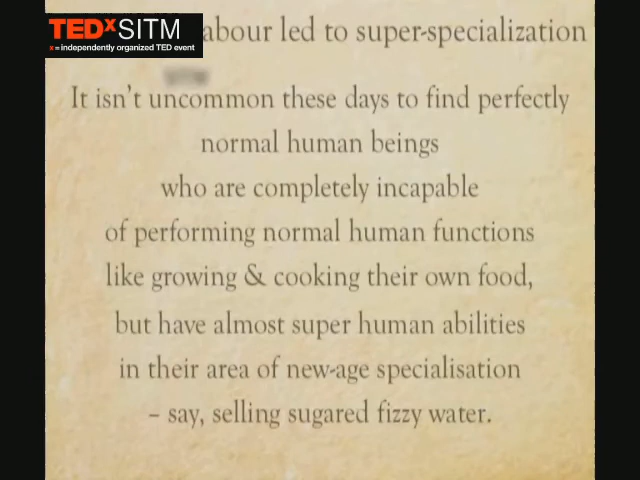 TEDxSITM
x = independently organized TED event
abour led to super-specialization
It isn't uncommon these days to find perfectly
normal human beings
who are completely incapable
of performing normal human functions
like growing & cooking their own food,
but have almost super human abilities
in their area of new-age specialisation
– say, selling sugared fizzy water.